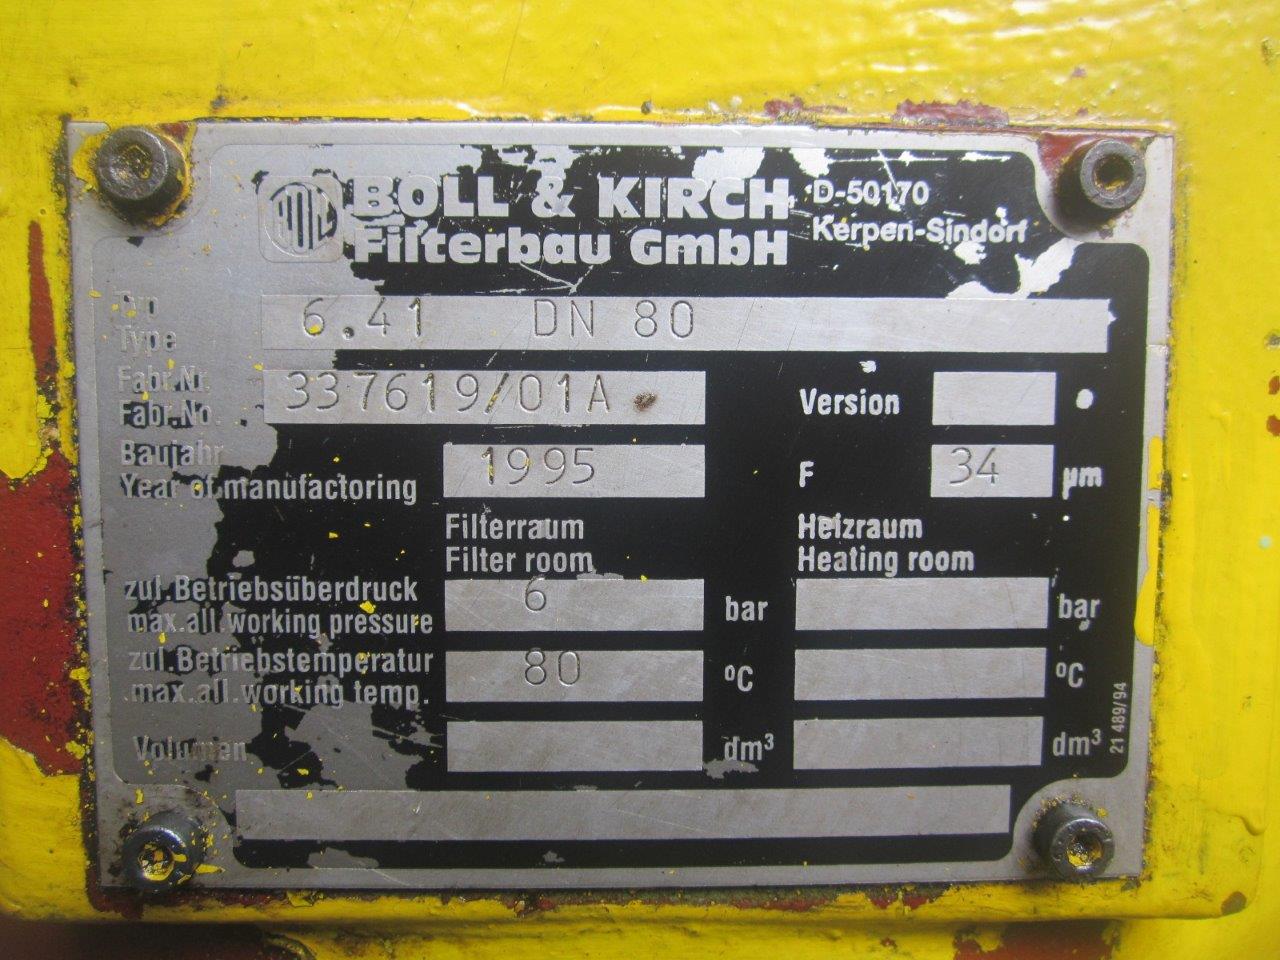 BOLL
BOLL & KIRCH
Filterbau GmbH
D-50170
Kerpen-Sindorf
Typ
Type
6.41 DN 80
Fabr.Nr.
Fabr.No.
337619/01A
Version
Baujahr
Year of manufactoring
1995
F
34
µm
Filterraum
Filter room
Heizraum
Heating room
zul.Betriebsüberdruck
max.all.working pressure
6
bar
bar
zul.Betriebstemperatur
max.all.working temp.
80
°C
°C
Volumen
dm³
dm³
21 489/94